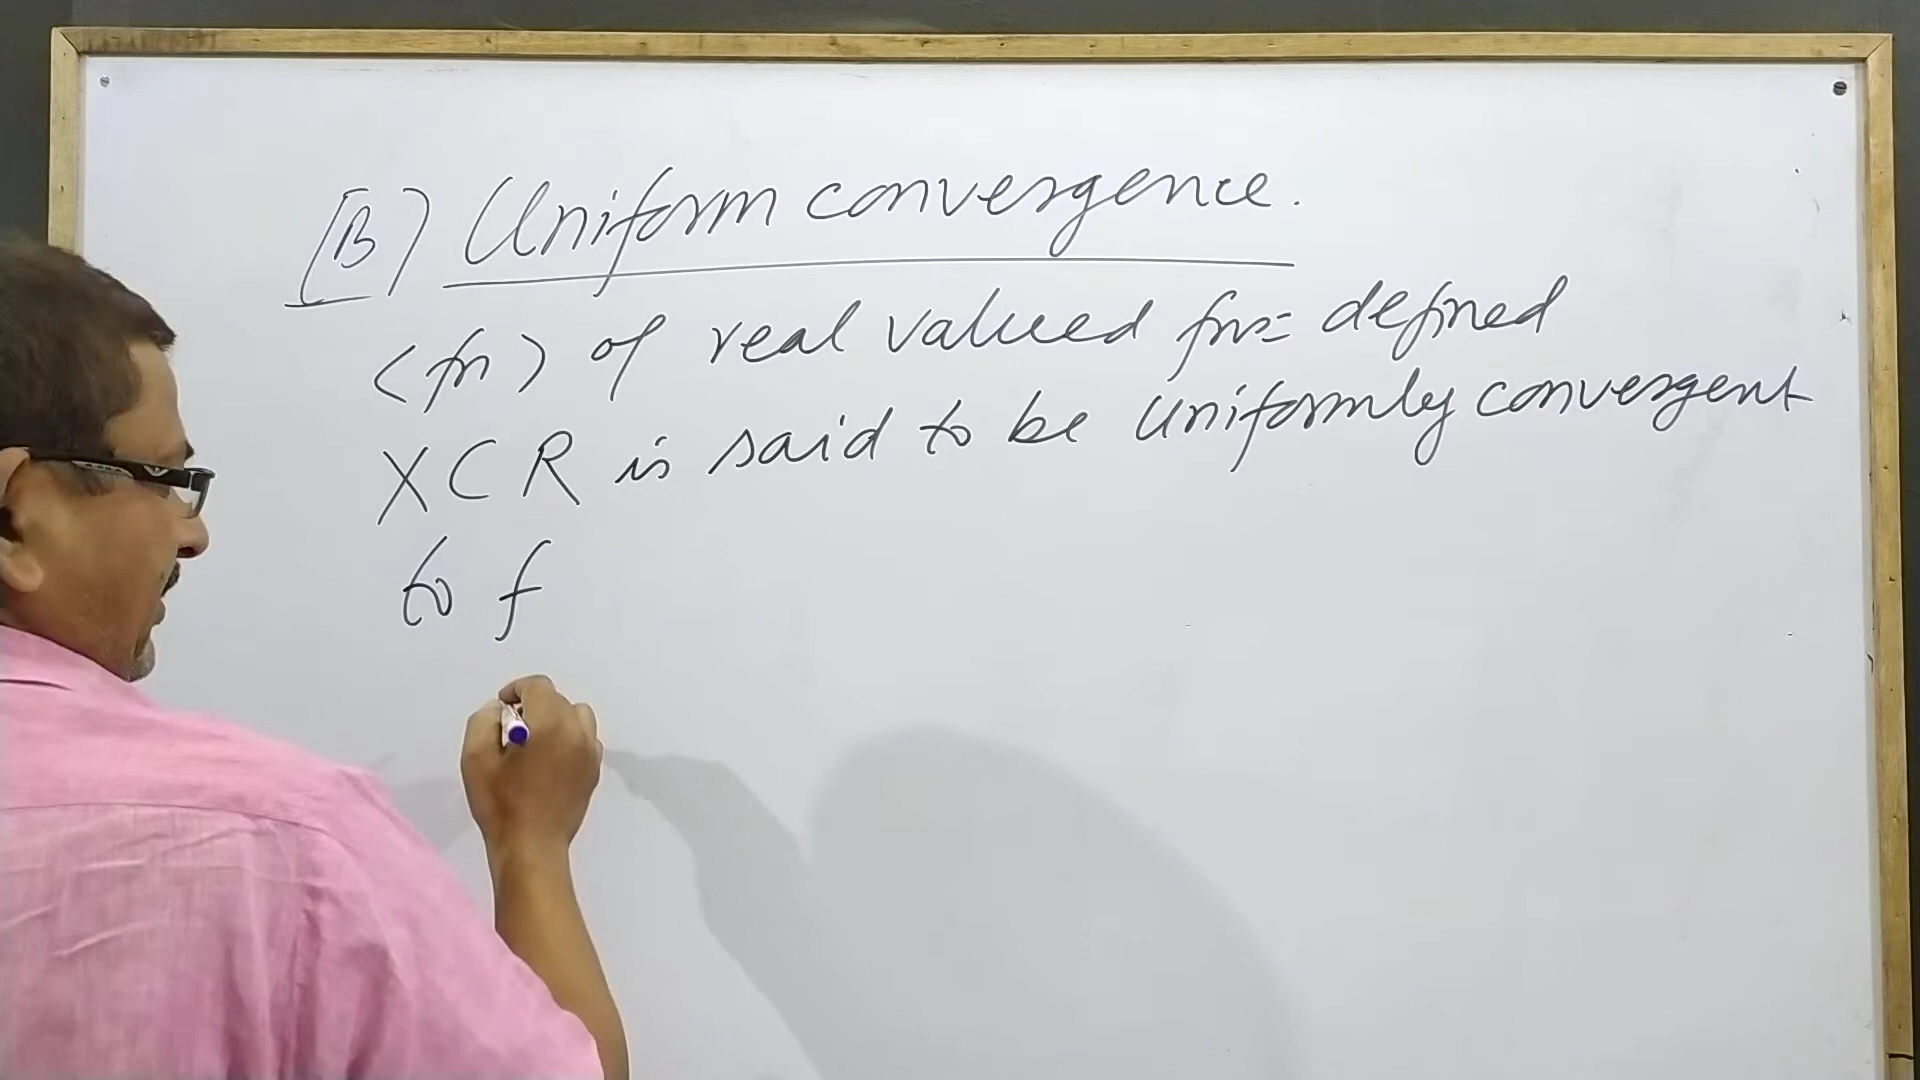 [B) Uniform convergence.
<fn> of real valued fns defined
X ⊂ R is said to be uniformly convergent
to f